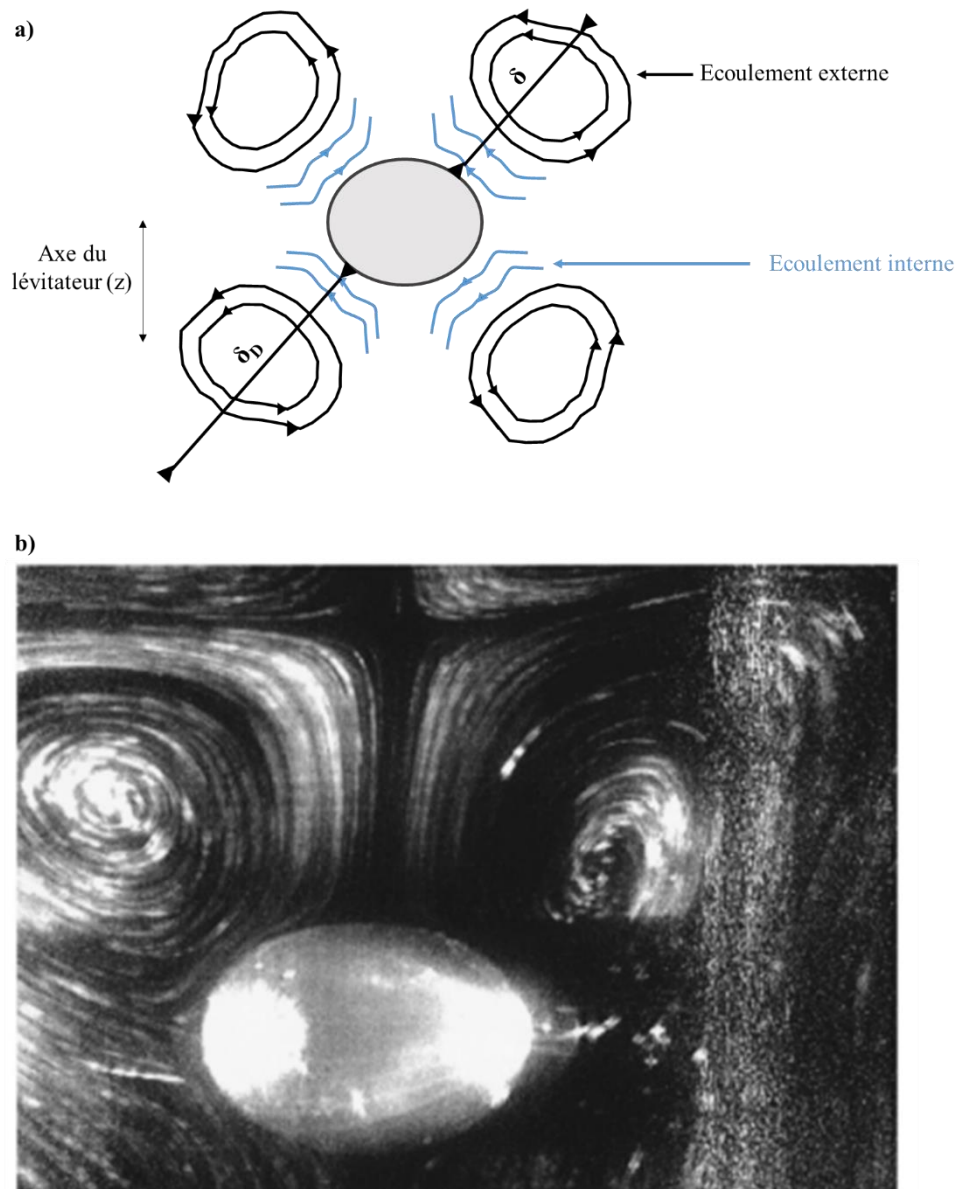 a)
δ
Ecoulement externe
Axe du
lévitateur (z)
Ecoulement interne
δD
b)